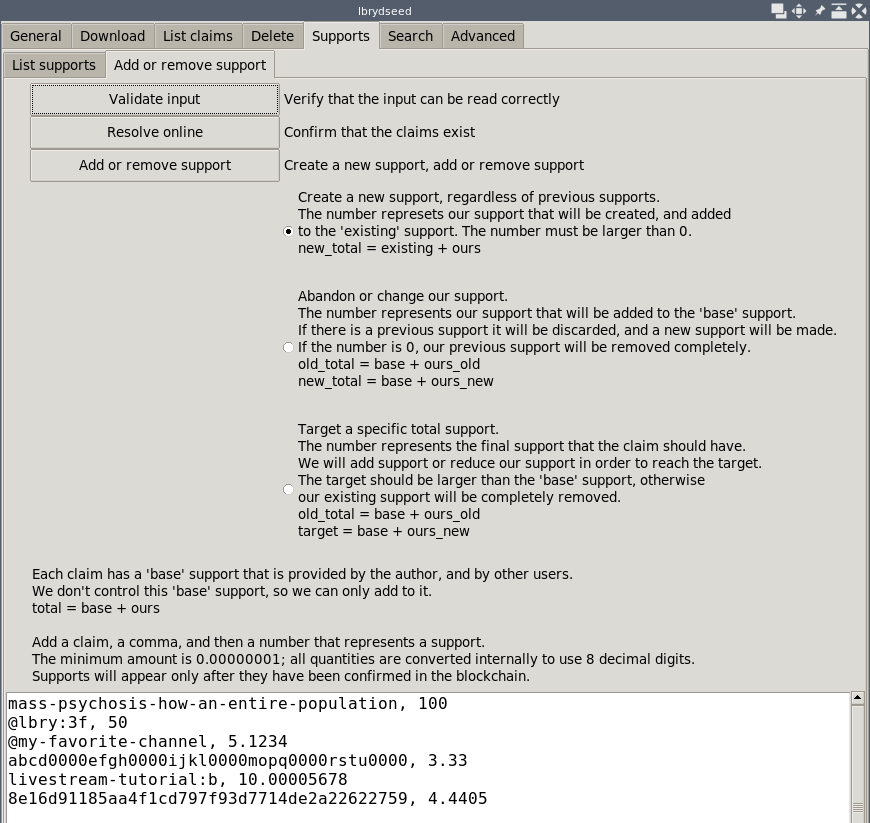 lbrydseed
General Download List claims Delete Supports Search Advanced
List supports Add or remove support
Validate input Verify that the input can be read correctly
Resolve online Confirm that the claims exist
Add or remove support Create a new support, add or remove support
Create a new support, regardless of previous supports.
The number represets our support that will be created, and added
to the 'existing' support. The number must be larger than 0.
new_total = existing + ours
Abandon or change our support.
The number represents our support that will be added to the 'base' support.
If there is a previous support it will be discarded, and a new support will be made.
If the number is 0, our previous support will be removed completely.
old_total = base + ours_old
new_total = base + ours_new
Target a specific total support.
The number represents the final support that the claim should have.
We will add support or reduce our support in order to reach the target.
The target should be larger than the 'base' support, otherwise
our existing support will be completely removed.
old_total = base + ours_old
target = base + ours_new
Each claim has a 'base' support that is provided by the author, and by other users.
We don't control this 'base' support, so we can only add to it.
total = base + ours
Add a claim, a comma, and then a number that represents a support.
The minimum amount is 0.00000001; all quantities are converted internally to use 8 decimal digits.
Supports will appear only after they have been confirmed in the blockchain.
mass-psychosis-how-an-entire-population, 100
@lbry:3f, 50
@my-favorite-channel, 5.1234
abcd0000efgh0000ijkl0000mopq0000rstu0000, 3.33
livestream-tutorial:b, 10.00005678
8e16d91185aa4f1cd797f93d7714de2a22622759, 4.4405